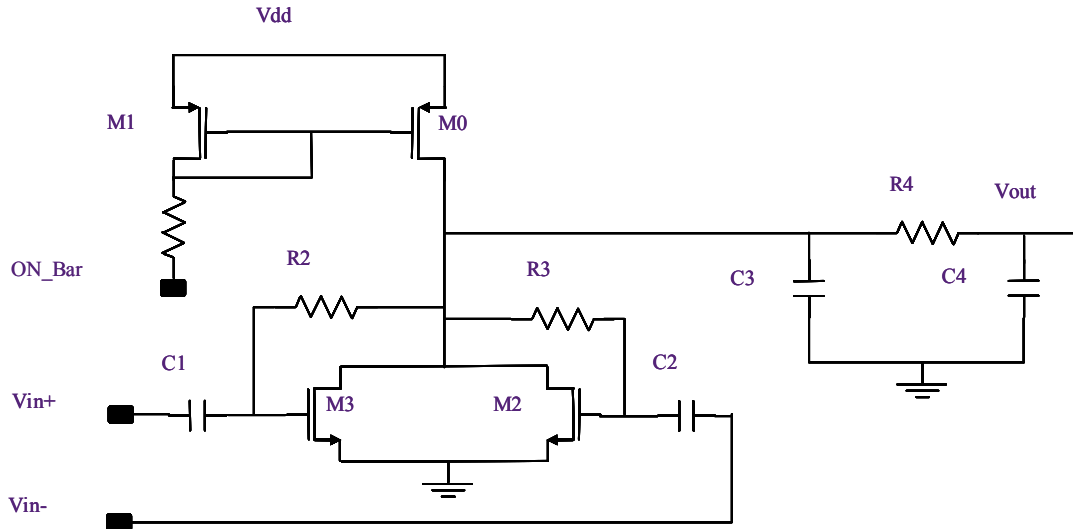 Vdd
M1
M0
R4
Vout
ON_Bar
R2
R3
C3
C4
C1
C2
Vin+
M3
M2
Vin-